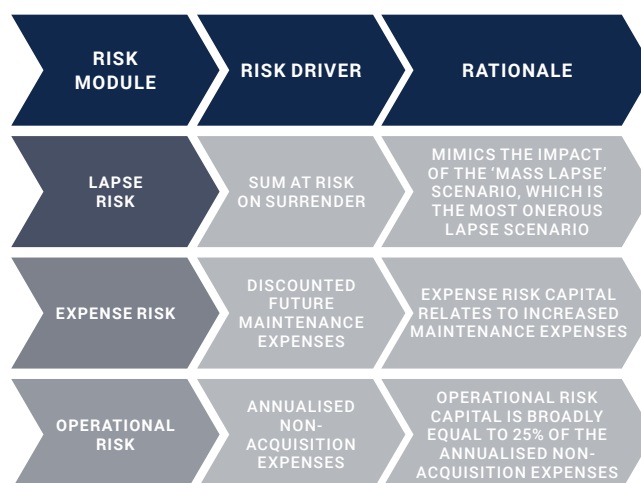 RISK
MODULE
RISK DRIVER
RATIONALE
LAPSE
RISK
SUM AT RISK
ON SURRENDER
MIMICS THE IMPACT
OF THE ‘MASS LAPSE’
SCENARIO, WHICH IS
THE MOST ONEROUS
LAPSE SCENARIO
EXPENSE RISK
DISCOUNTED
FUTURE
MAINTENANCE
EXPENSES
EXPENSE RISK CAPITAL
RELATES TO INCREASED
MAINTENANCE EXPENSES
OPERATIONAL
RISK
ANNUALISED
NON-
ACQUISITION
EXPENSES
OPERATIONAL RISK
CAPITAL IS BROADLY
EQUAL TO 25% OF THE
ANNUALISED NON-
ACQUISITION EXPENSES